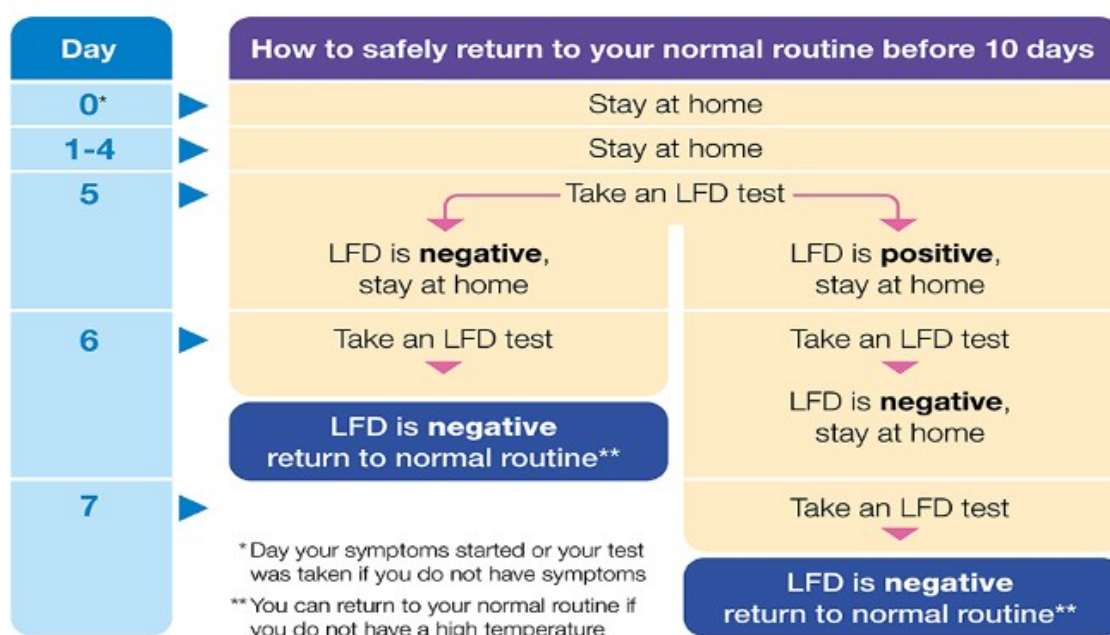 Day
How to safely return to your normal routine before 10 days
0*
Stay at home
1-4
Stay at home
5
Take an LFD test
LFD is negative,
stay at home
LFD is positive,
stay at home
6
Take an LFD test
LFD is negative
return to normal routine**
Take an LFD test
LFD is negative,
stay at home
7
Take an LFD test
LFD is negative
return to normal routine**
*Day your symptoms started or your test
was taken if you do not have symptoms
**You can return to your normal routine if
you do not have a high temperature